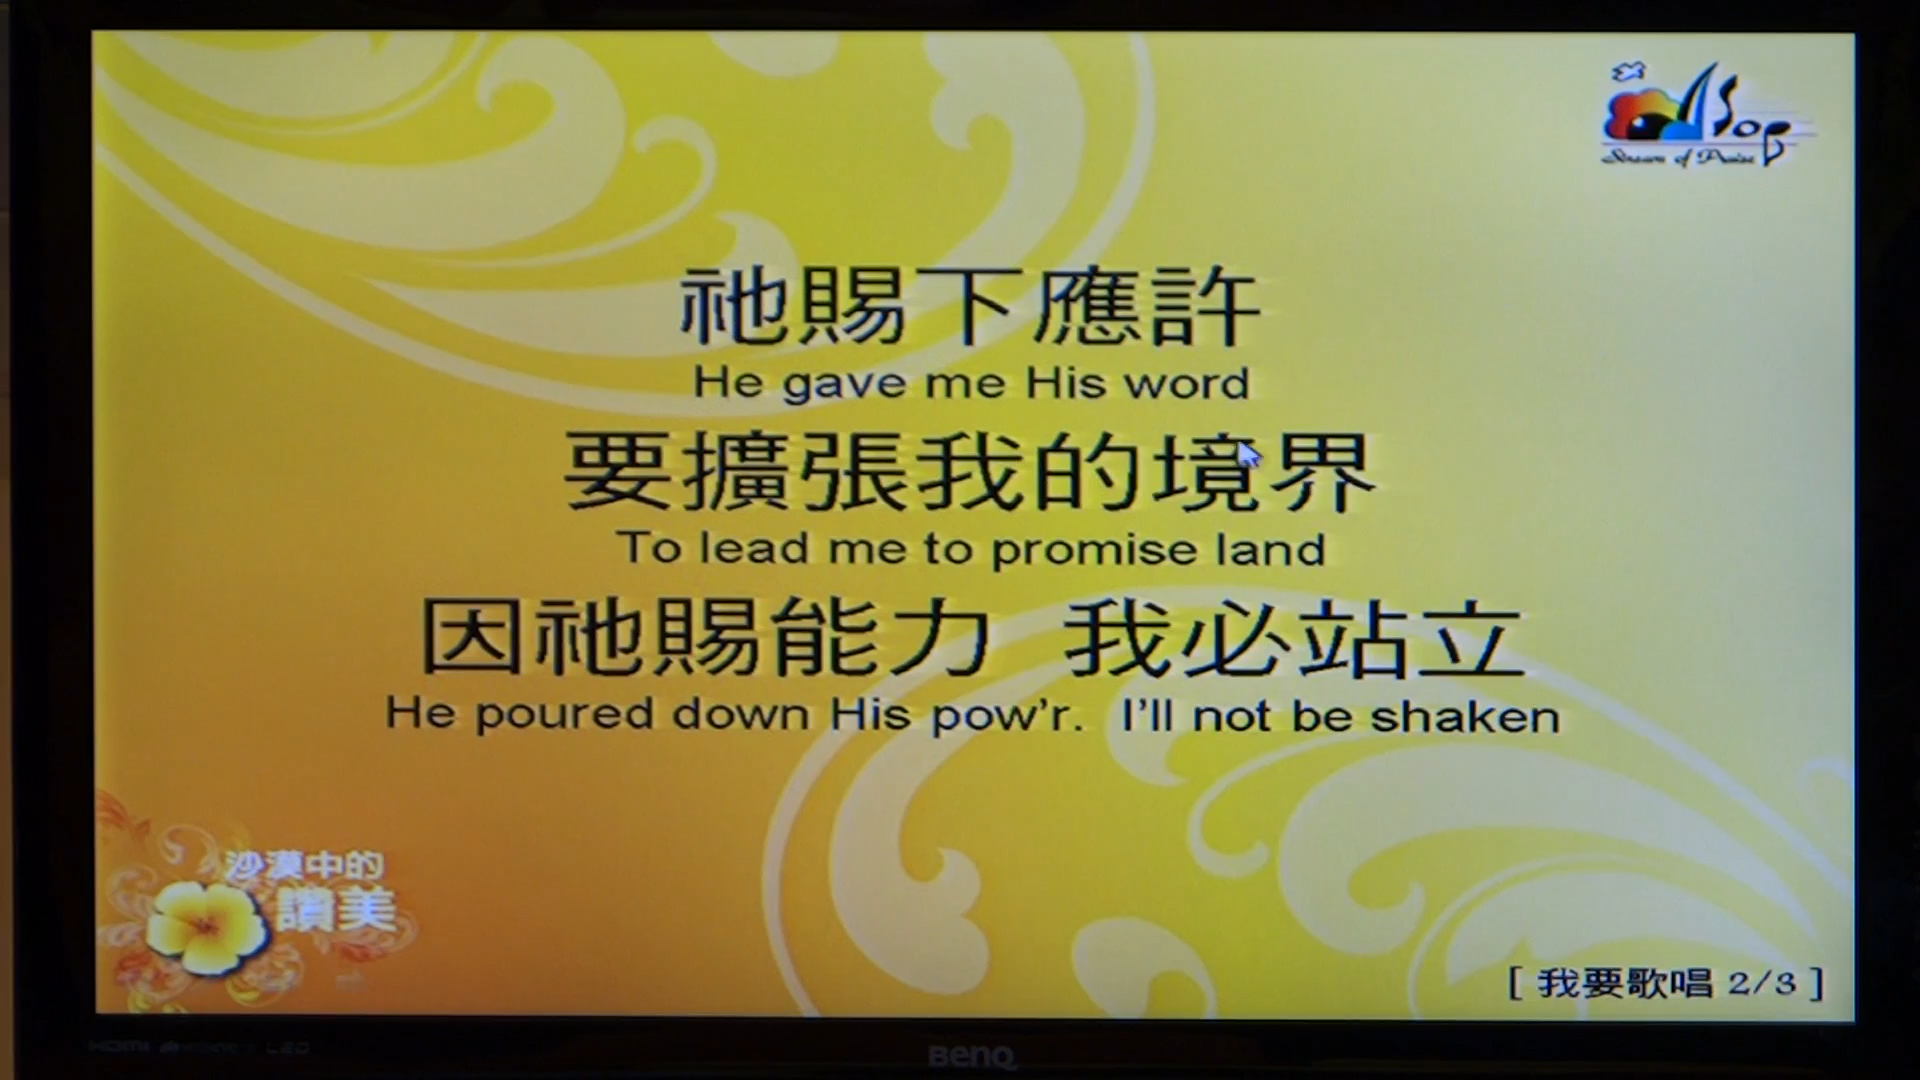 Sop
Stream of Praise
祂賜下應許
He gave me His word
要擴張我的境界
To lead me to promise land
因祂賜能力 我必站立
He poured down His pow'r. I'll not be shaken
沙漠中的
讚美
[ 我要歌唱 2/3 ]
HDMI
LED
BenQ